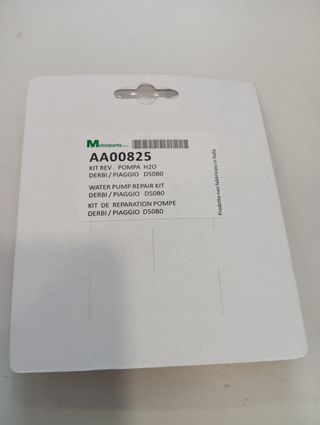 Motorparts
AA00825
KIT REV. POMPA H2O
DERBI / PIAGGIO D50B0
WATER PUMP REPAIR KIT
DERBI / PIAGGIO D50B0
KIT DE REPARATION POMPE
DERBI / PIAGGIO D50B0
Prodotto non fabbricato in Italia